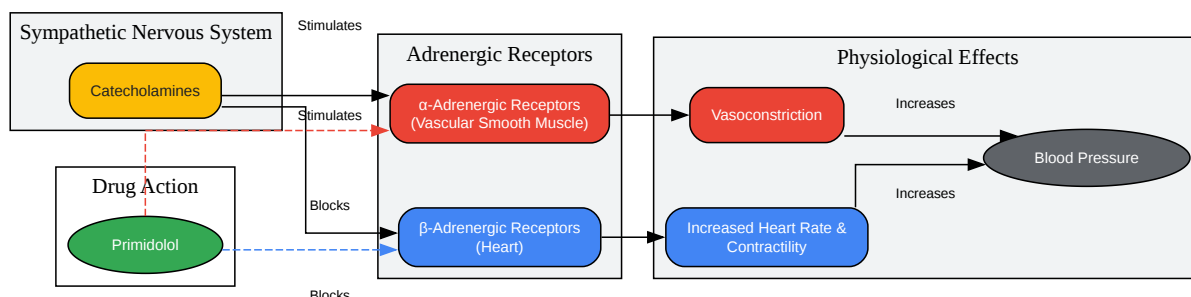 Sympathetic Nervous System
Catecholamines
Stimulates
Stimulates
Drug Action
Primidolol
Blocks
Blocks
Adrenergic Receptors
α-Adrenergic Receptors
(Vascular Smooth Muscle)
β-Adrenergic Receptors
(Heart)
Physiological Effects
Vasoconstriction
Increases
Blood Pressure
Increases
Increased Heart Rate &
Contractility